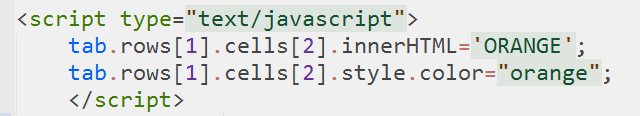 <script type="text/javascript">
tab.rows[1].cells[2].innerHTML='ORANGE';
tab.rows[1].cells[2].style.color="orange";
</script>